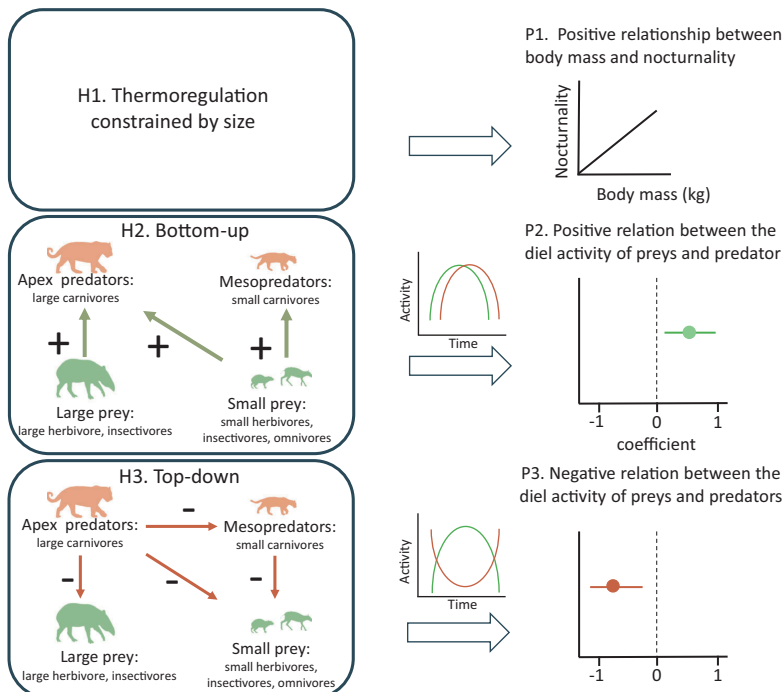 H1. Thermoregulation
constrained by size
P1. Positive relationship between
body mass and nocturnality
Nocturnality
Body mass (kg)
H2. Bottom-up
Apex predators:
large carnivores
Mesopredators:
small carnivores
+
+
+
Large prey:
large herbivore, insectivores
Small prey:
small herbivores,
insectivores, omnivores
Activity
Time
P2. Positive relation between the
diel activity of preys and predator
-1 0 1
coefficient
H3. Top-down
Apex predators:
large carnivores
-
Mesopredators:
small carnivores
-
-
-
Large prey:
large herbivore, insectivores
Small prey:
small herbivores,
insectivores, omnivores
Activity
Time
P3. Negative relation between the
diel activity of preys and predators
-1 0 1